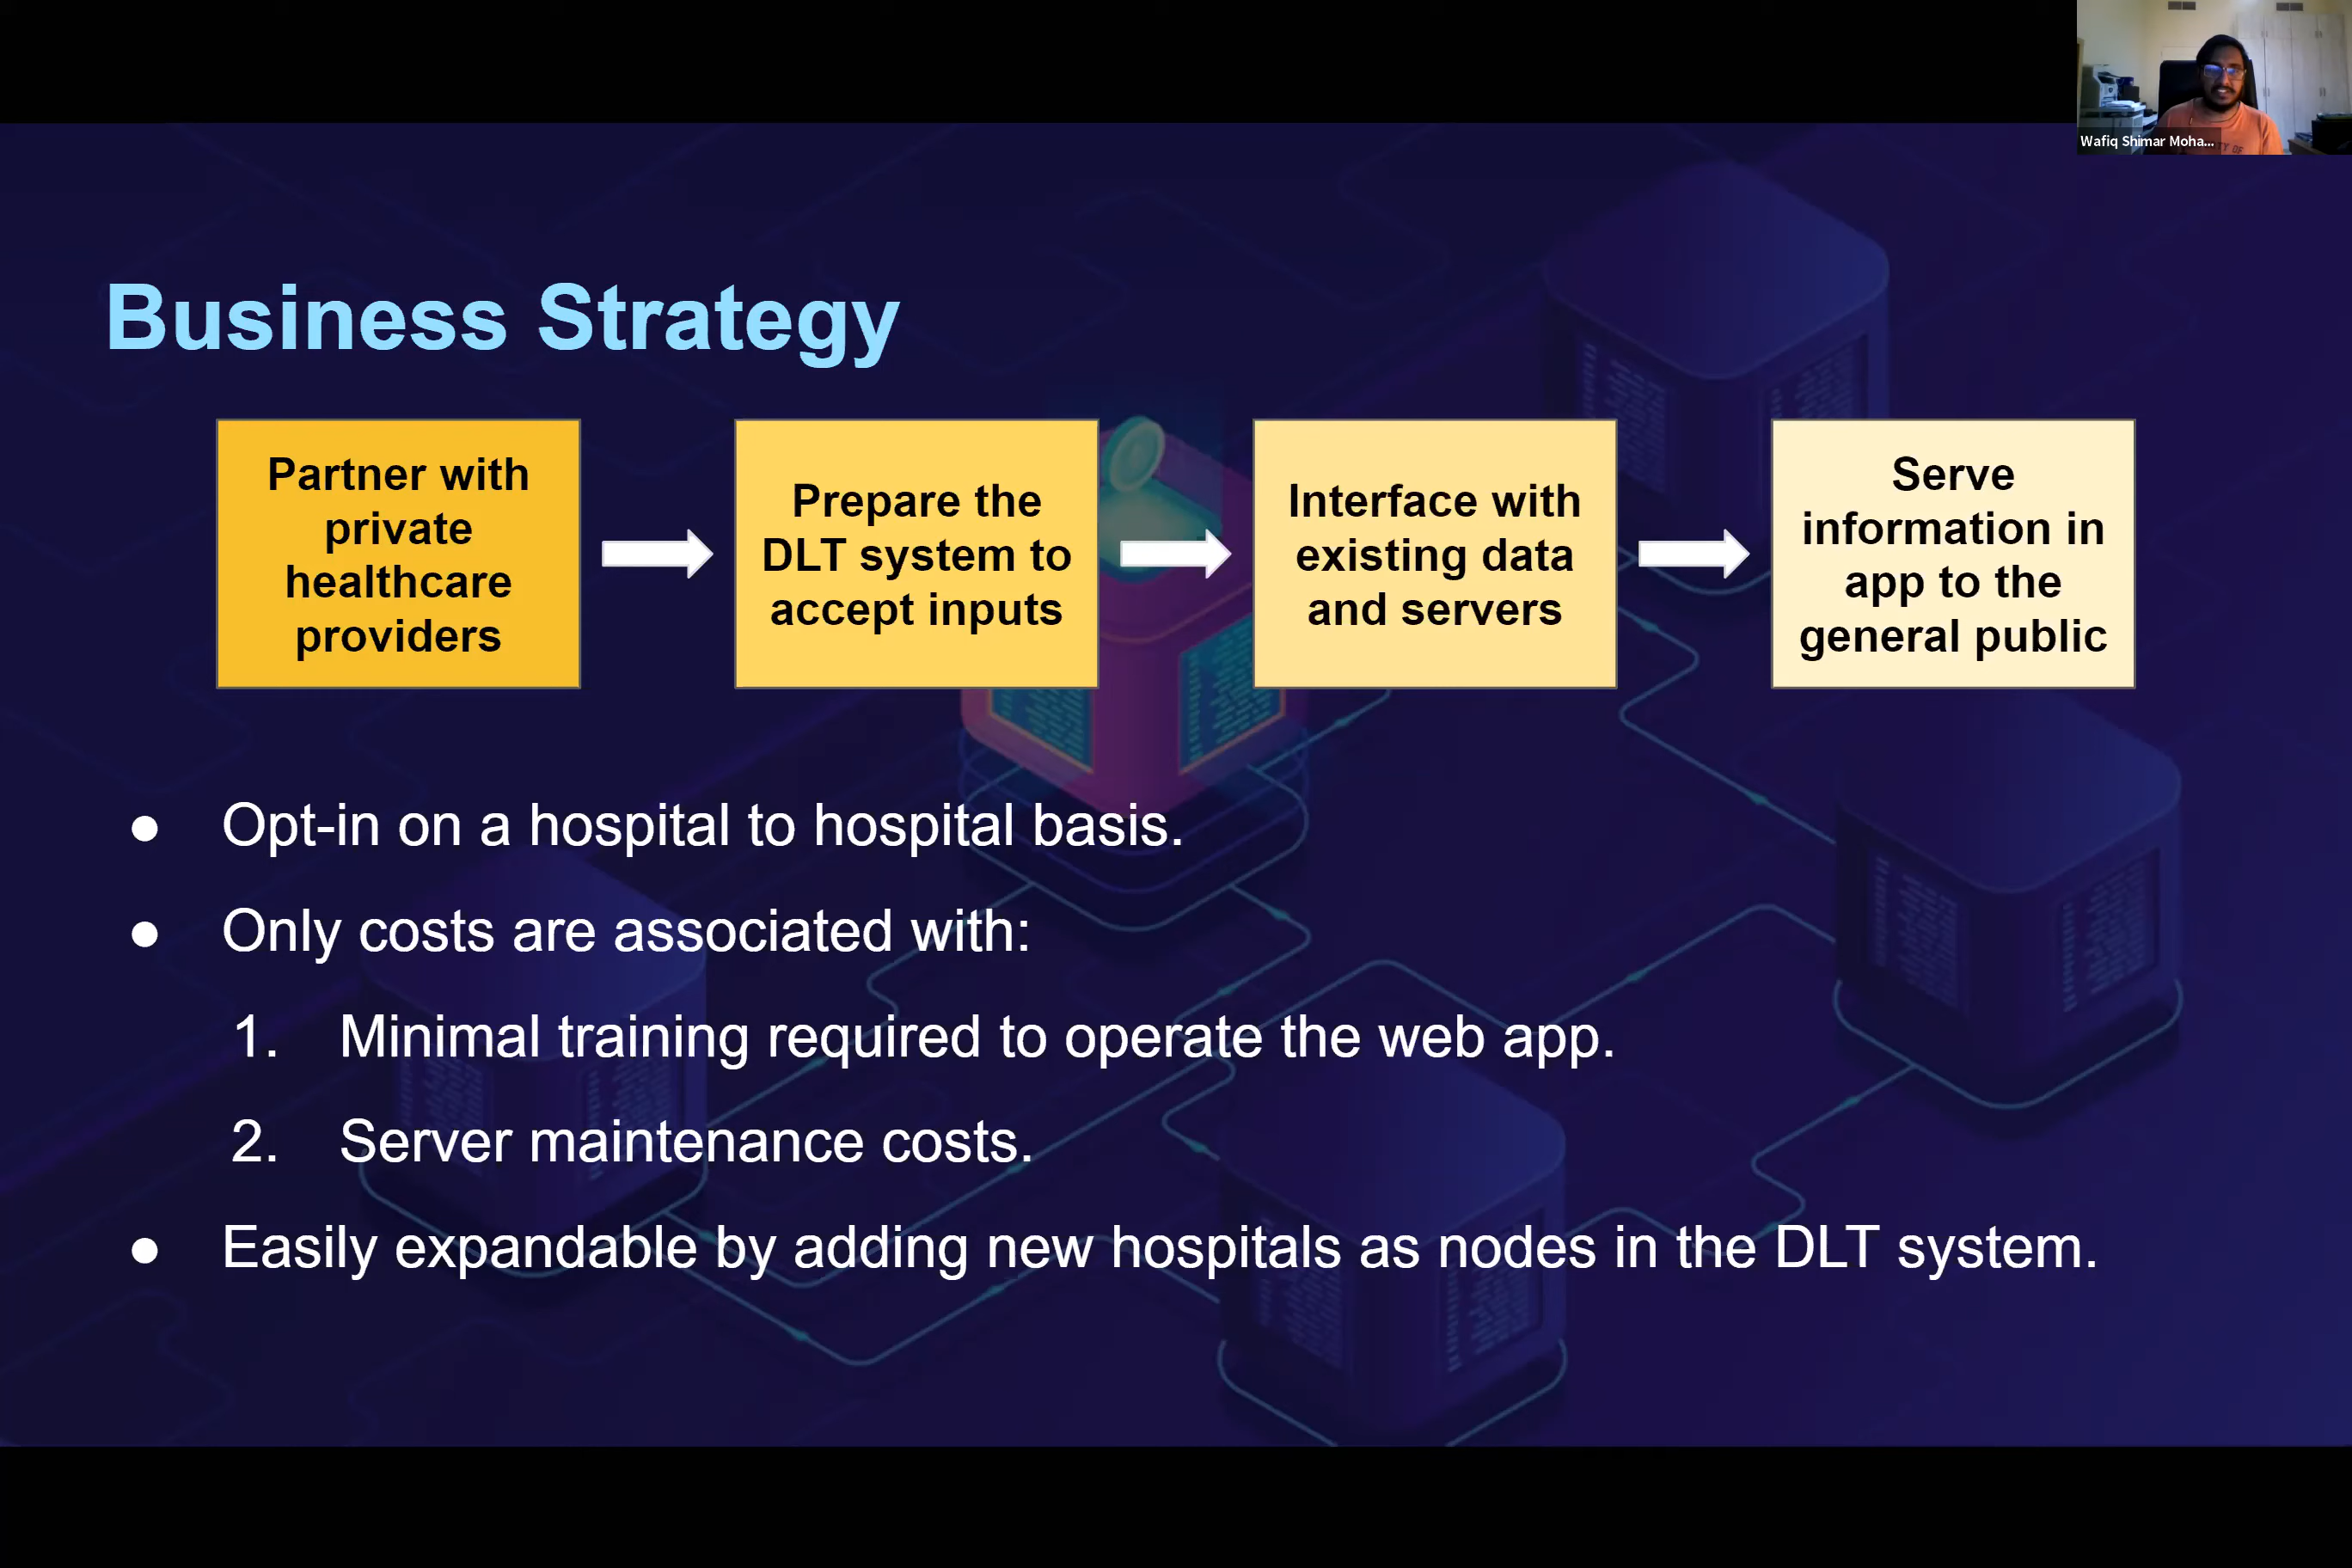 Wafiq Shimar Moha...
Business Strategy
Partner with
private
healthcare
providers
Prepare the
DLT system to
accept inputs
Interface with
existing data
and servers
Serve
information in
app to the
general public
● Opt-in on a hospital to hospital basis.
● Only costs are associated with:
1. Minimal training required to operate the web app.
2. Server maintenance costs.
● Easily expandable by adding new hospitals as nodes in the DLT system.